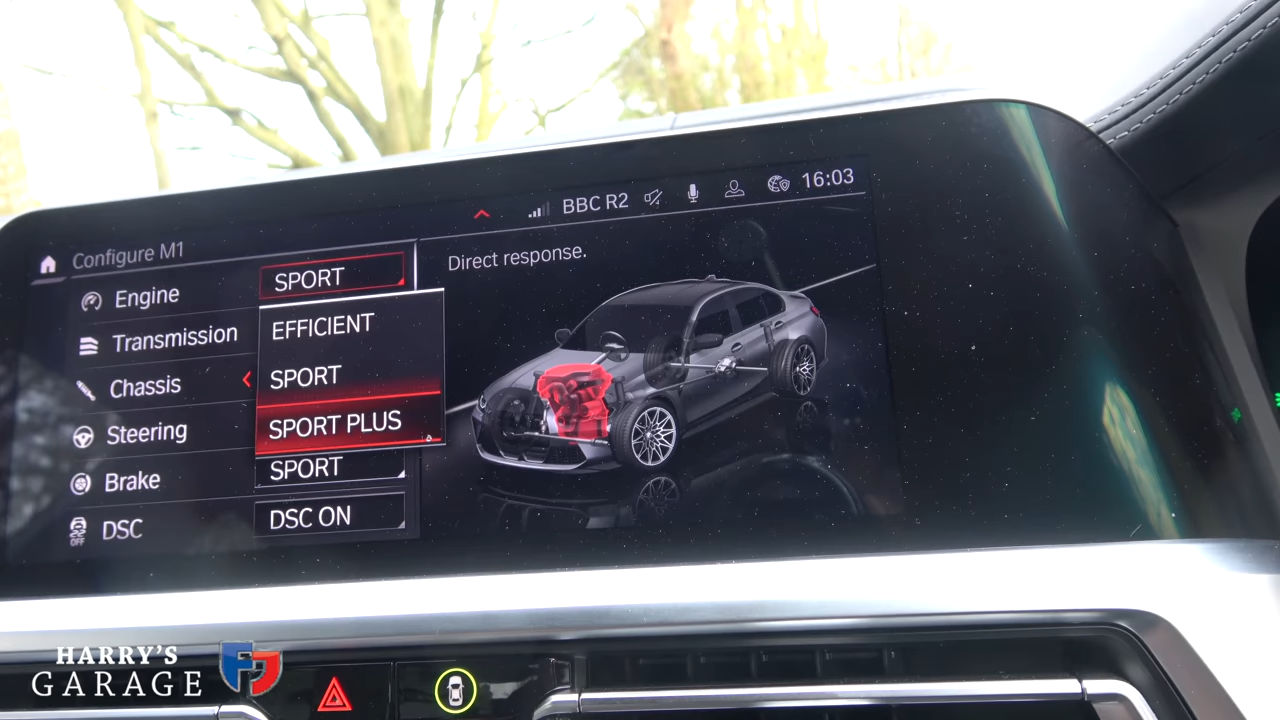 BBC R2 16:03
Configure M1
Engine SPORT
Direct response.
EFFICIENT
Transmission
SPORT
Chassis
SPORT PLUS
Steering
Brake SPORT
DSC DSC ON
OFF
HARRY'S
GARAGE